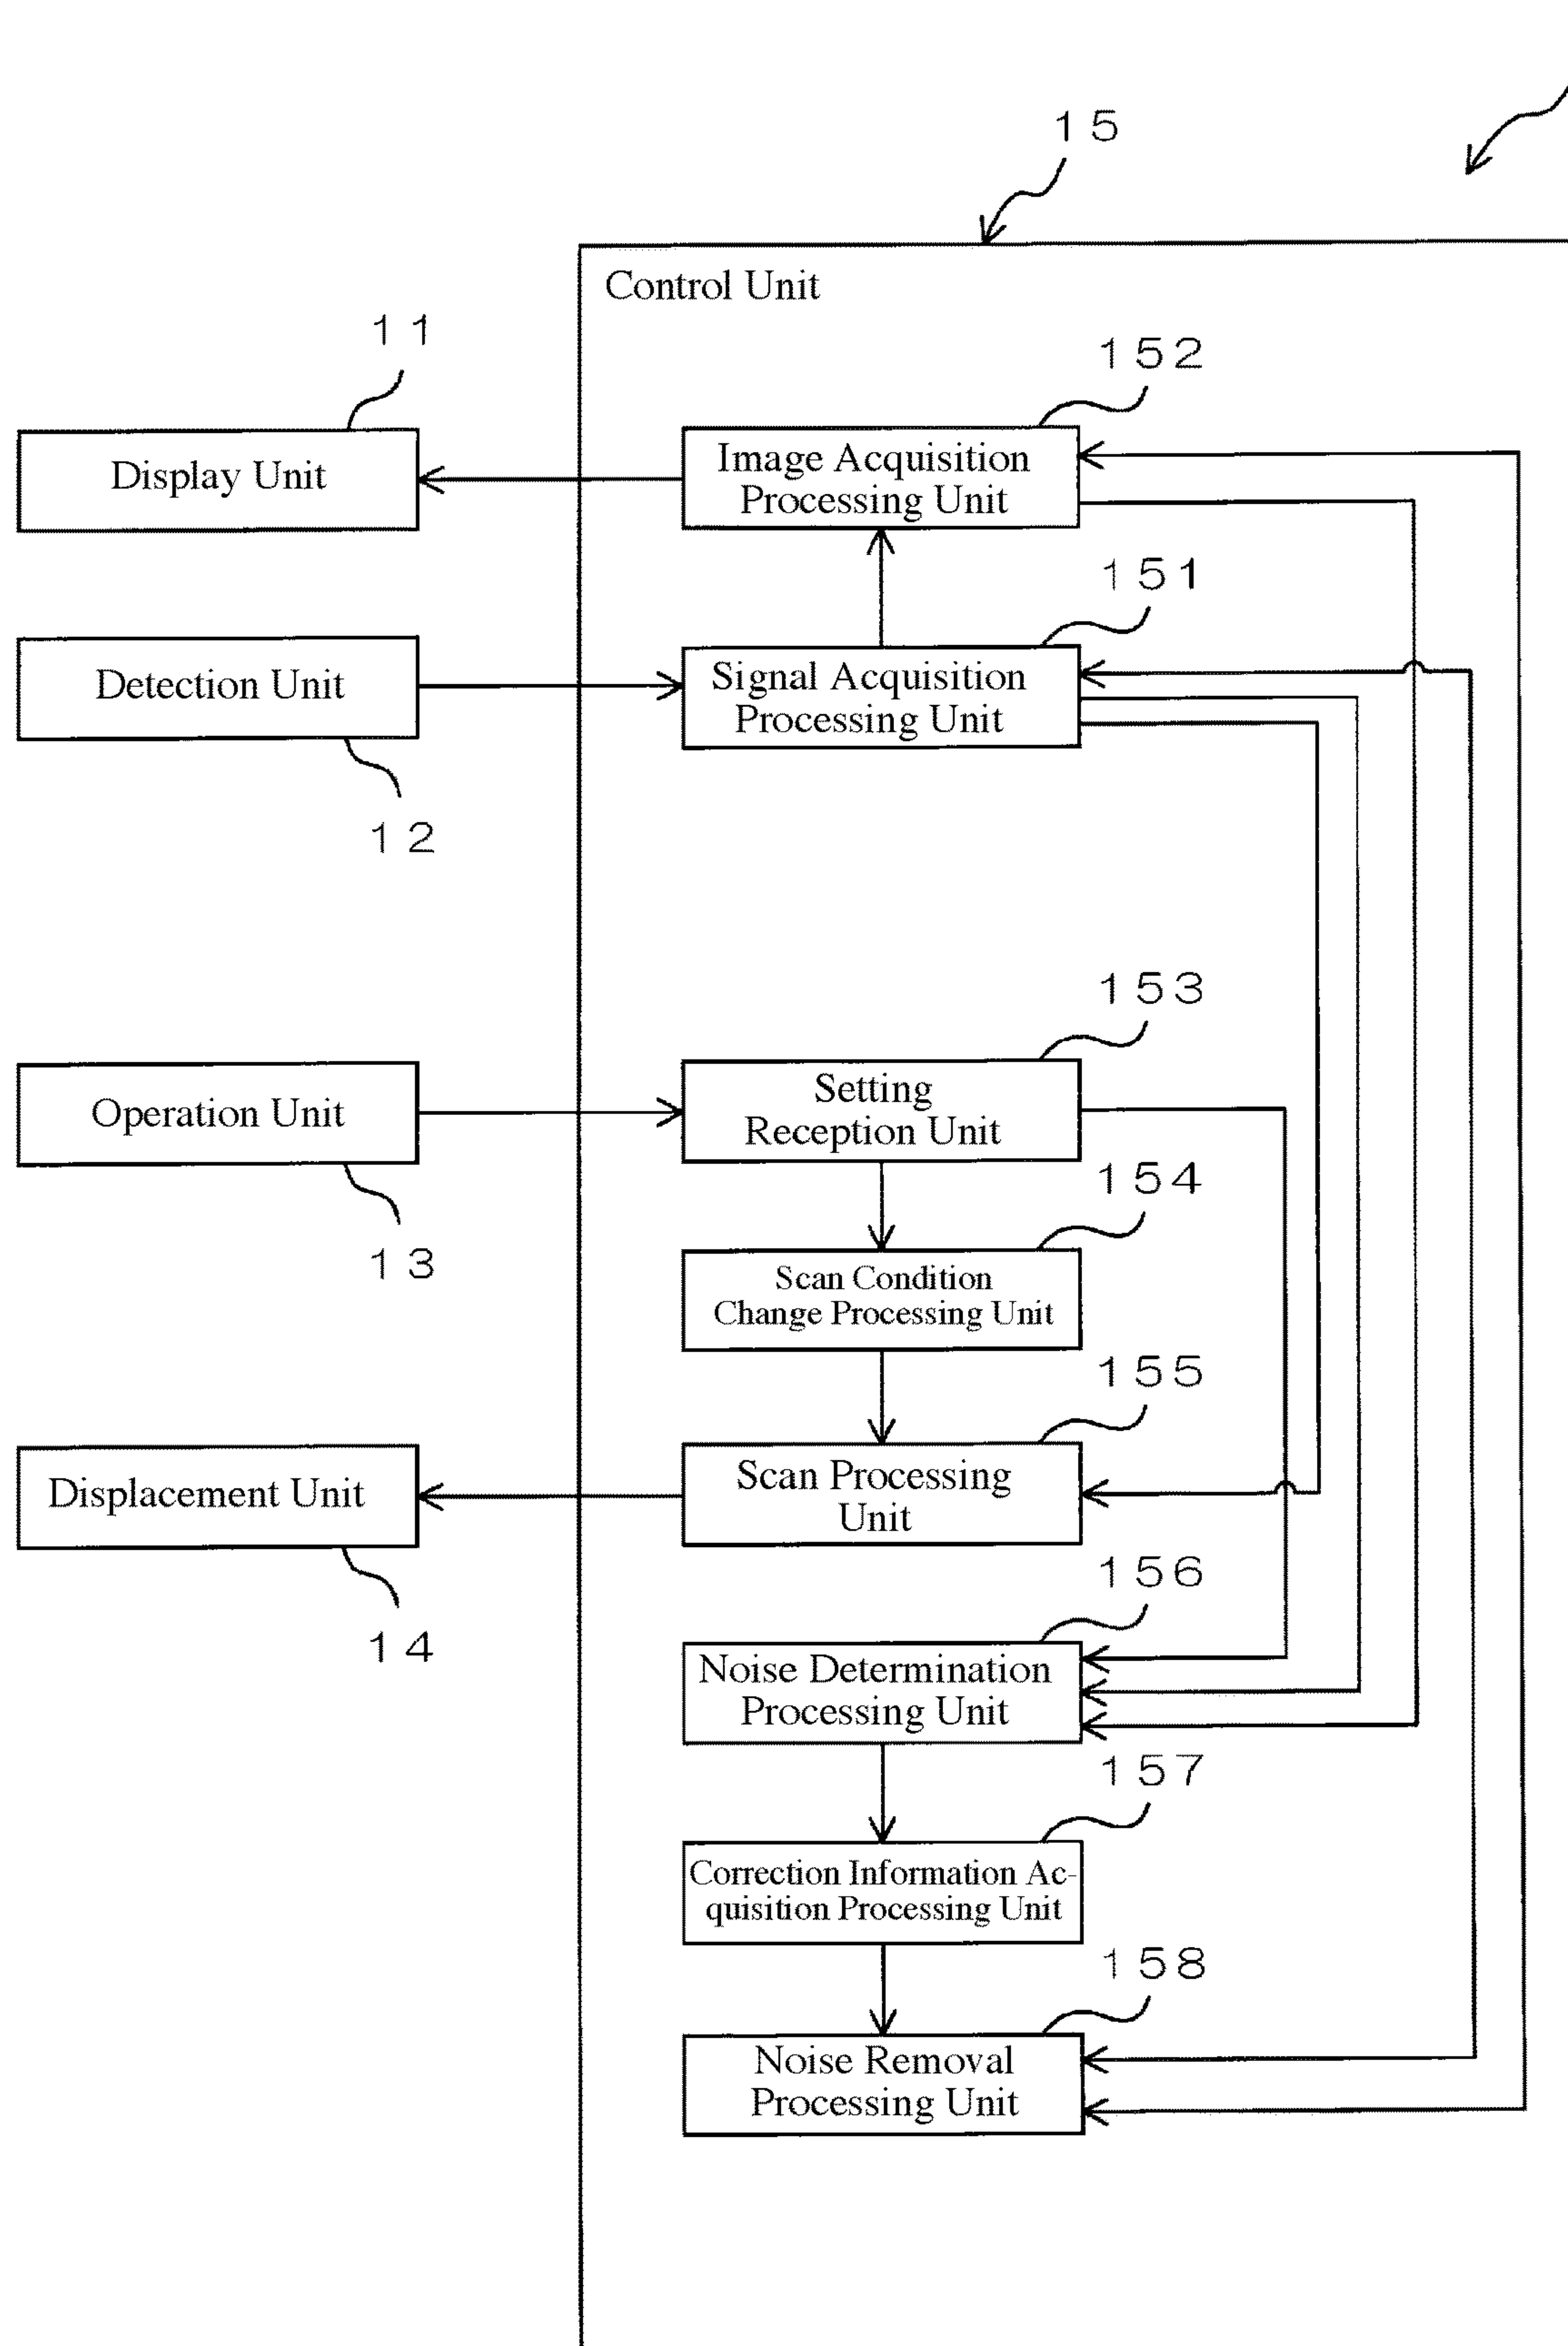 15
Control Unit
11
152
Display Unit
Image Acquisition
Processing Unit
151
Detection Unit
Signal Acquisition
Processing Unit
12
153
Operation Unit
Setting
Reception Unit
154
13
Scan Condition
Change Processing Unit
155
Displacement Unit
Scan Processing
Unit
156
14
Noise Determination
Processing Unit
157
Correction Information Ac-
quisition Processing Unit
158
Noise Removal
Processing Unit